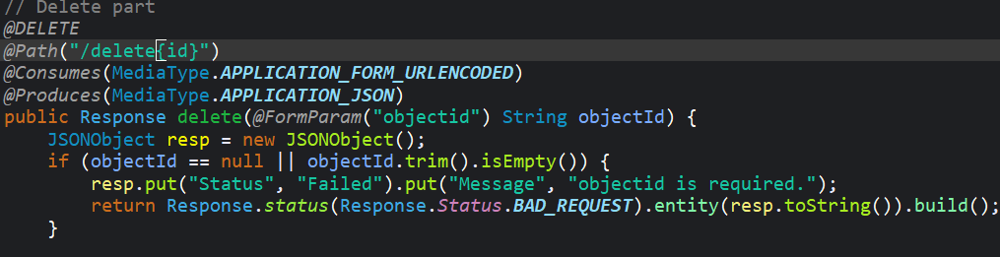 // Delete part
@DELETE
@Path("/delete{id}")
@Consumes(MediaType.APPLICATION_FORM_URLENCODED)
@Produces(MediaType.APPLICATION_JSON)
public Response delete(@FormParam("objectid") String objectId) {
    JSONObject resp = new JSONObject();
    if (objectId == null || objectId.trim().isEmpty()) {
        resp.put("Status", "Failed").put("Message", "objectid is required.");
        return Response.status(Response.Status.BAD_REQUEST).entity(resp.toString()).build();
    }